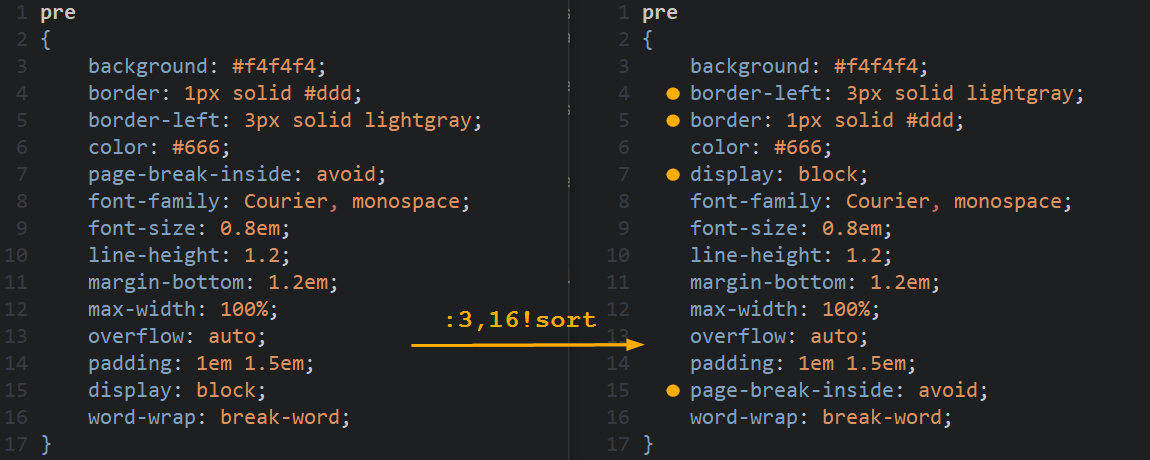 1 pre
2 {
3     background: #f4f4f4;
4     border: 1px solid #ddd;
5     border-left: 3px solid lightgray;
6     color: #666;
7     page-break-inside: avoid;
8     font-family: Courier, monospace;
9     font-size: 0.8em;
10     line-height: 1.2;
11     margin-bottom: 1.2em;
12     max-width: 100%;
13     overflow: auto;
14     padding: 1em 1.5em;
15     display: block;
16     word-wrap: break-word;
17 }
:3,16!sort
1 pre
2 {
3     background: #f4f4f4;
4     border-left: 3px solid lightgray;
5     border: 1px solid #ddd;
6     color: #666;
7     display: block;
8     font-family: Courier, monospace;
9     font-size: 0.8em;
10     line-height: 1.2;
11     margin-bottom: 1.2em;
12     max-width: 100%;
13     overflow: auto;
14     padding: 1em 1.5em;
15     page-break-inside: avoid;
16     word-wrap: break-word;
17 }